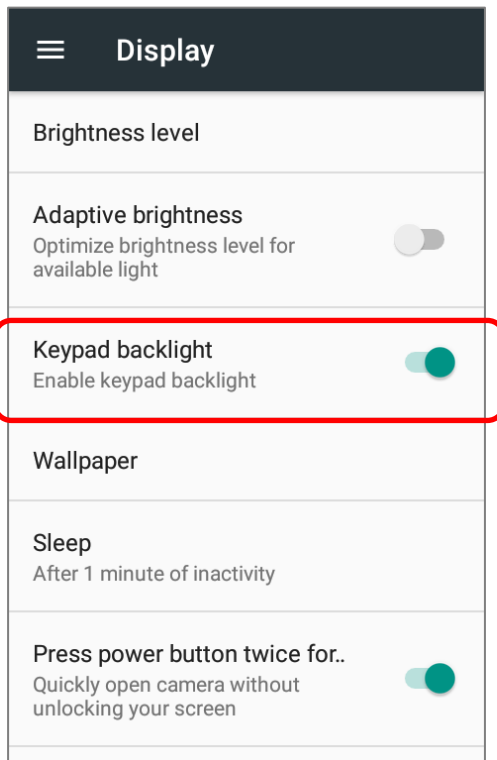 Display
Brightness level
Adaptive brightness
Optimize brightness level for
available light
Keypad backlight
Enable keypad backlight
Wallpaper
Sleep
After 1 minute of inactivity
Press power button twice for..
Quickly open camera without
unlocking your screen